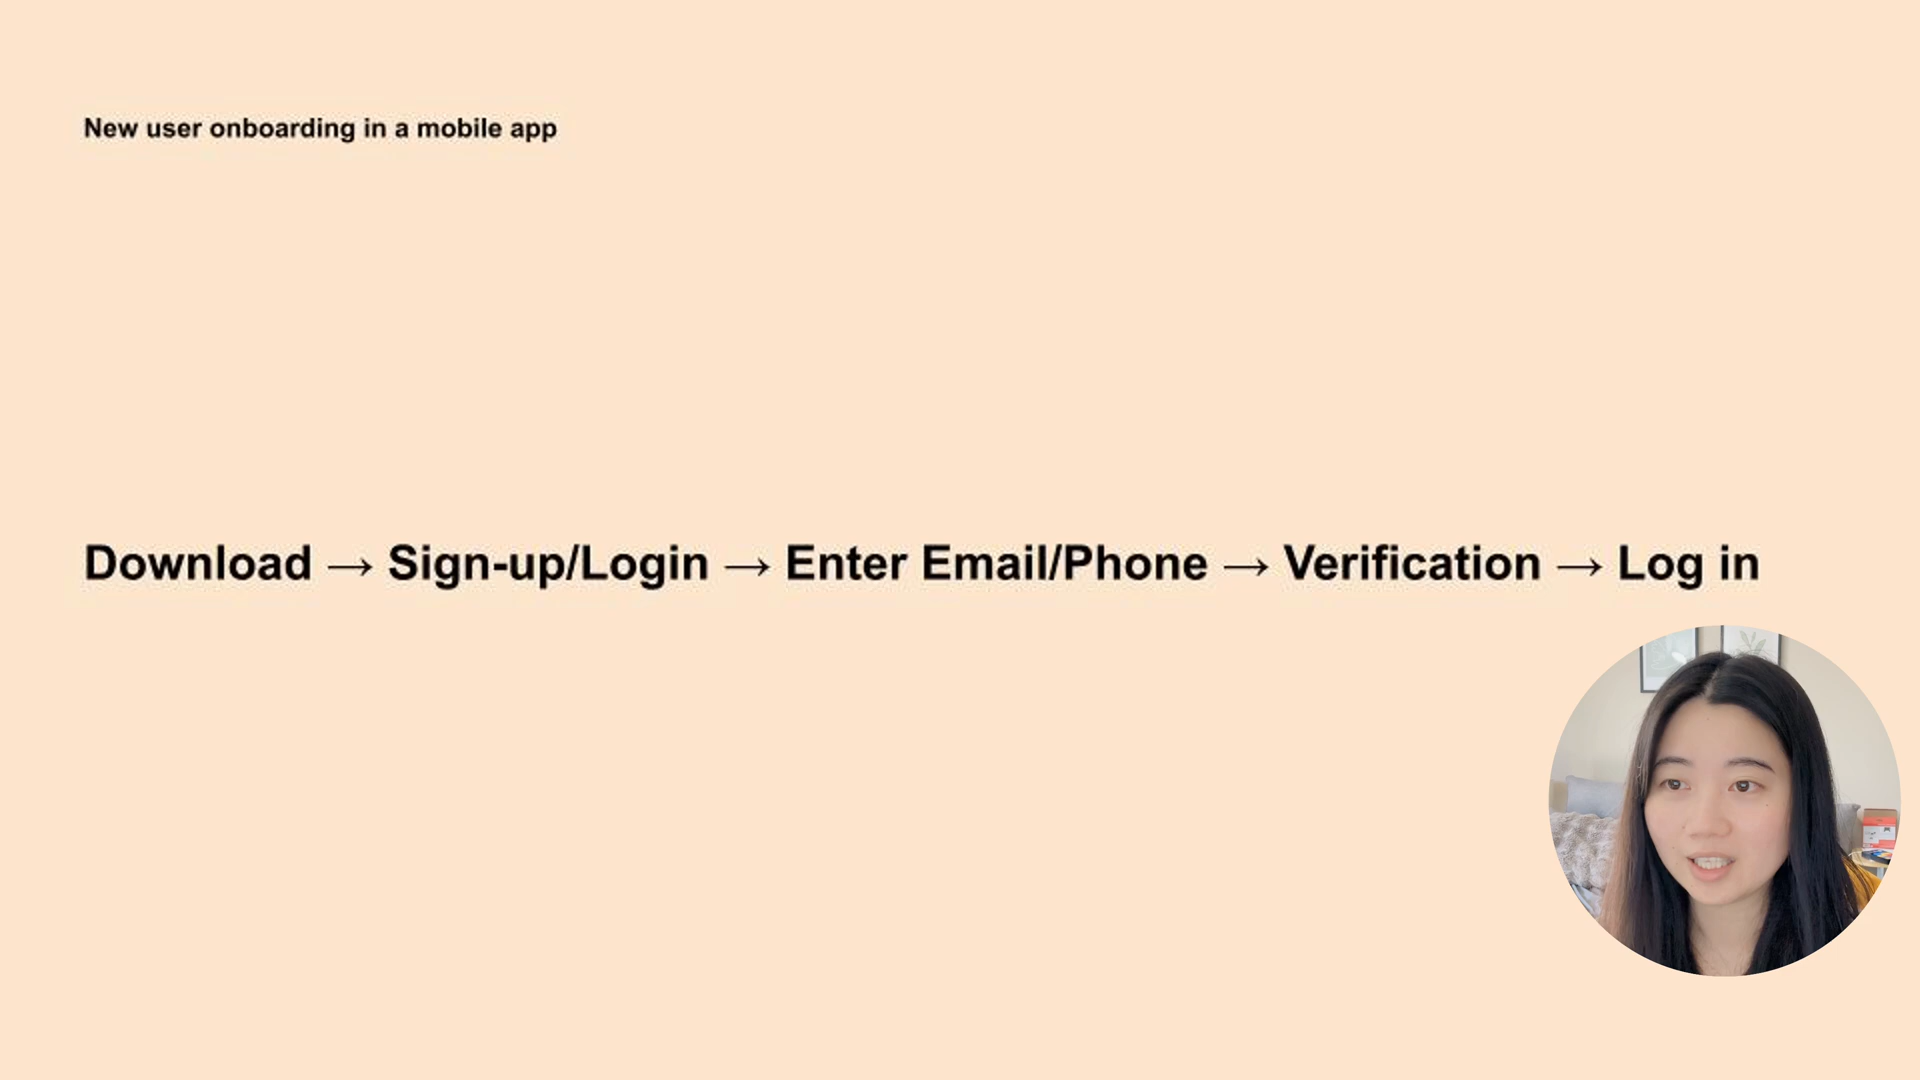 New user onboarding in a mobile app
Download → Sign-up/Login → Enter Email/Phone → Verification → Log in